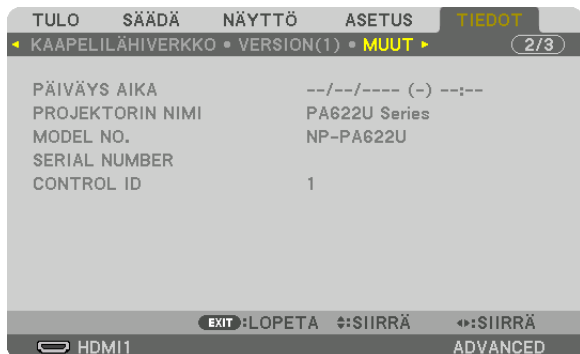 TULO SÄÄDÄ NÄYTTÖ ASETUS TIEDOT
◂ KAAPELILÄHIVERKKO • VERSION(1) • MUUT ▸ 2/3
PÄIVÄYS AIKA --/--/---- (-) --:--
PROJEKTORIN NIMI PA622U Series
MODEL NO. NP-PA622U
SERIAL NUMBER
CONTROL ID 1
EXIT :LOPETA ♦:SIIRRÄ ◂▸:SIIRRÄ
HDMI1 ADVANCED